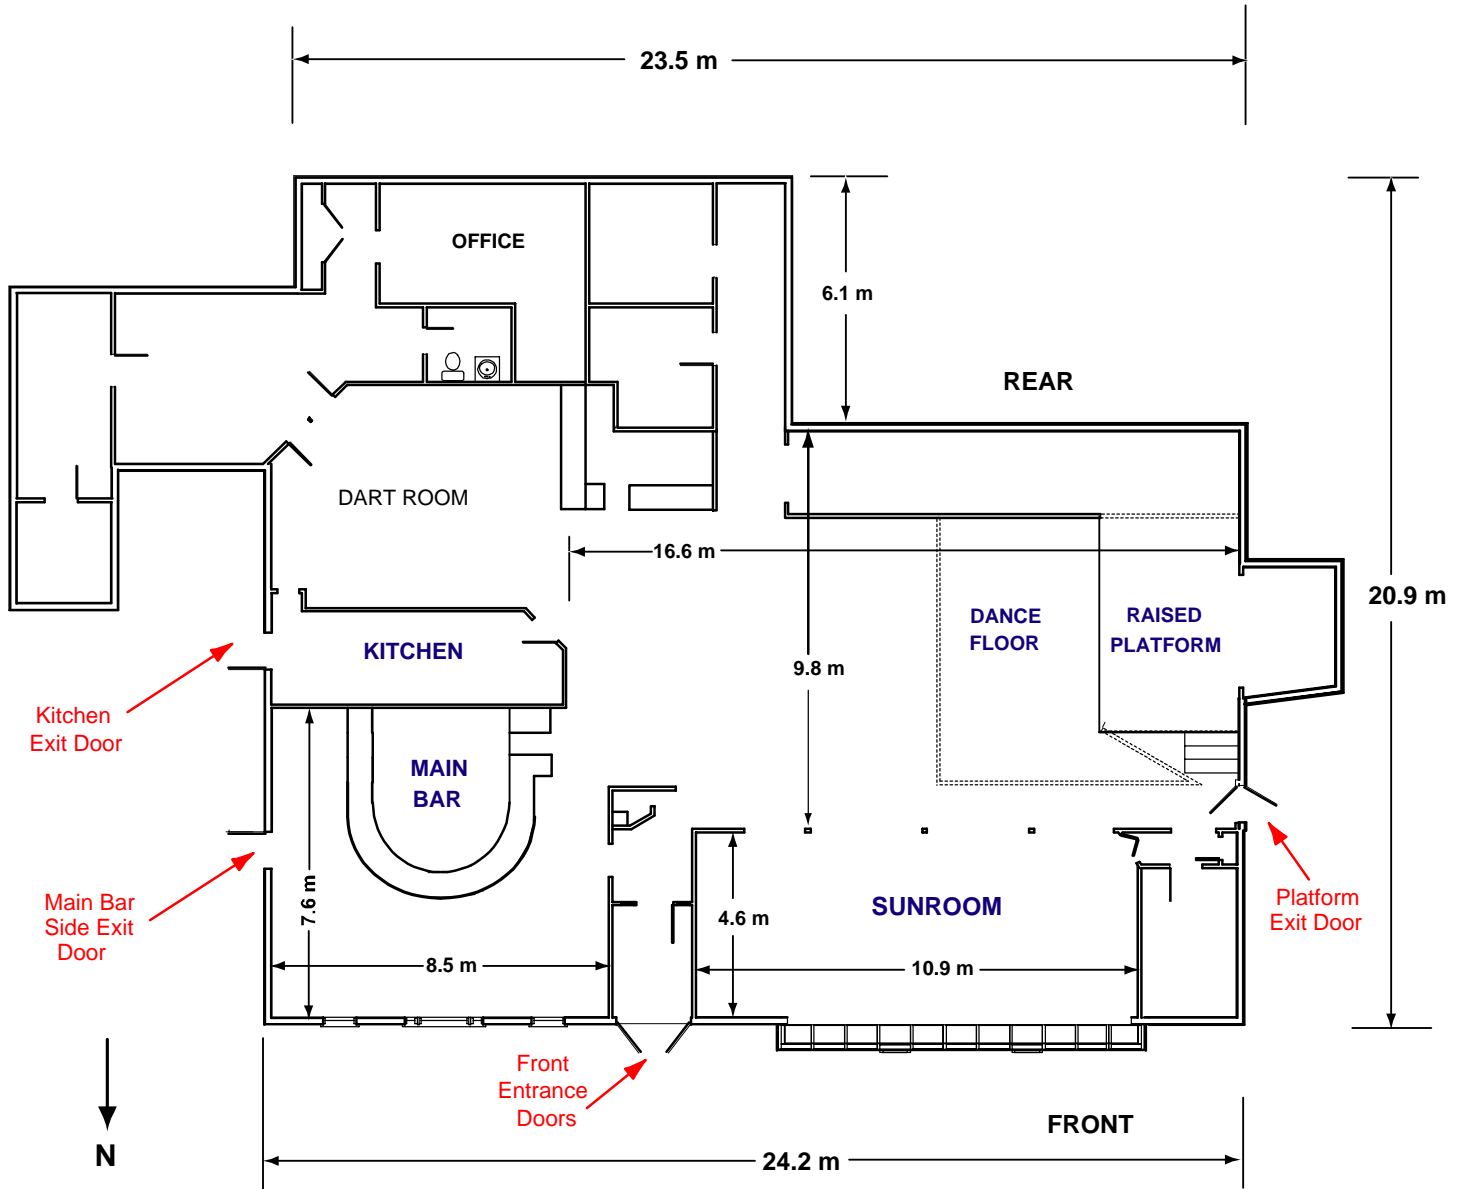 23.5 m
OFFICE
6.1 m
REAR
DART ROOM
16.6 m
20.9 m
DANCE
FLOOR
RAISED
PLATFORM
KITCHEN
9.8 m
Kitchen
Exit Door
MAIN
BAR
7.6 m
Main Bar
Side Exit
Door
4.6 m
SUNROOM
Platform
Exit Door
8.5 m
10.9 m
Front
Entrance
Doors
FRONT
N
24.2 m